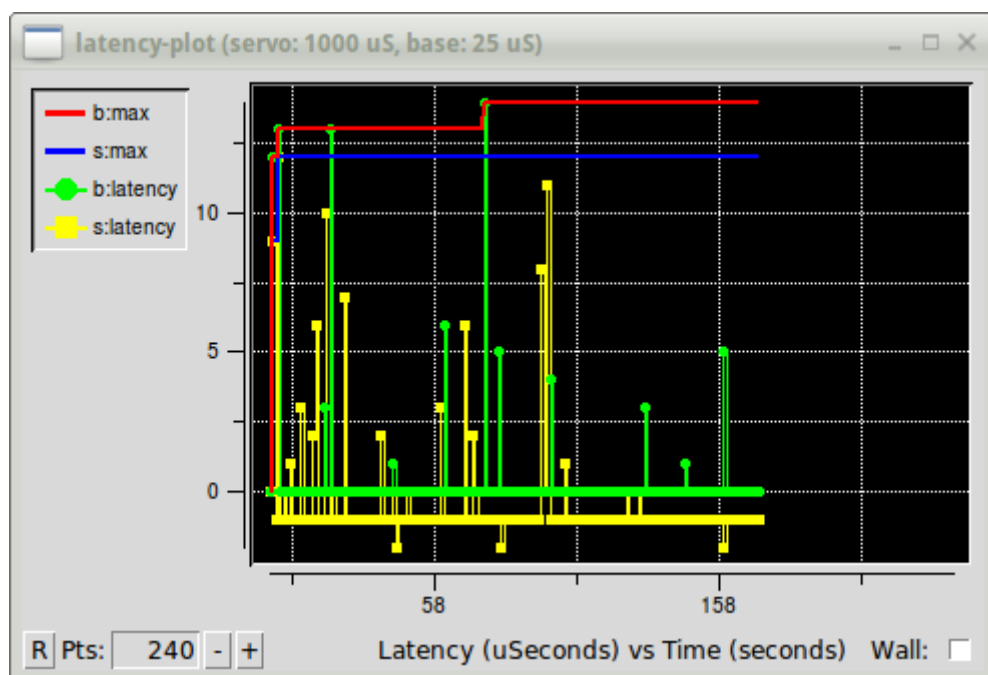 latency-plot (servo: 1000 uS, base: 25 uS)
b:max
s:max
b:latency
s:latency
10
5
0
58 158
R Pts: 240 - + Latency (uSeconds) vs Time (seconds) Wall: